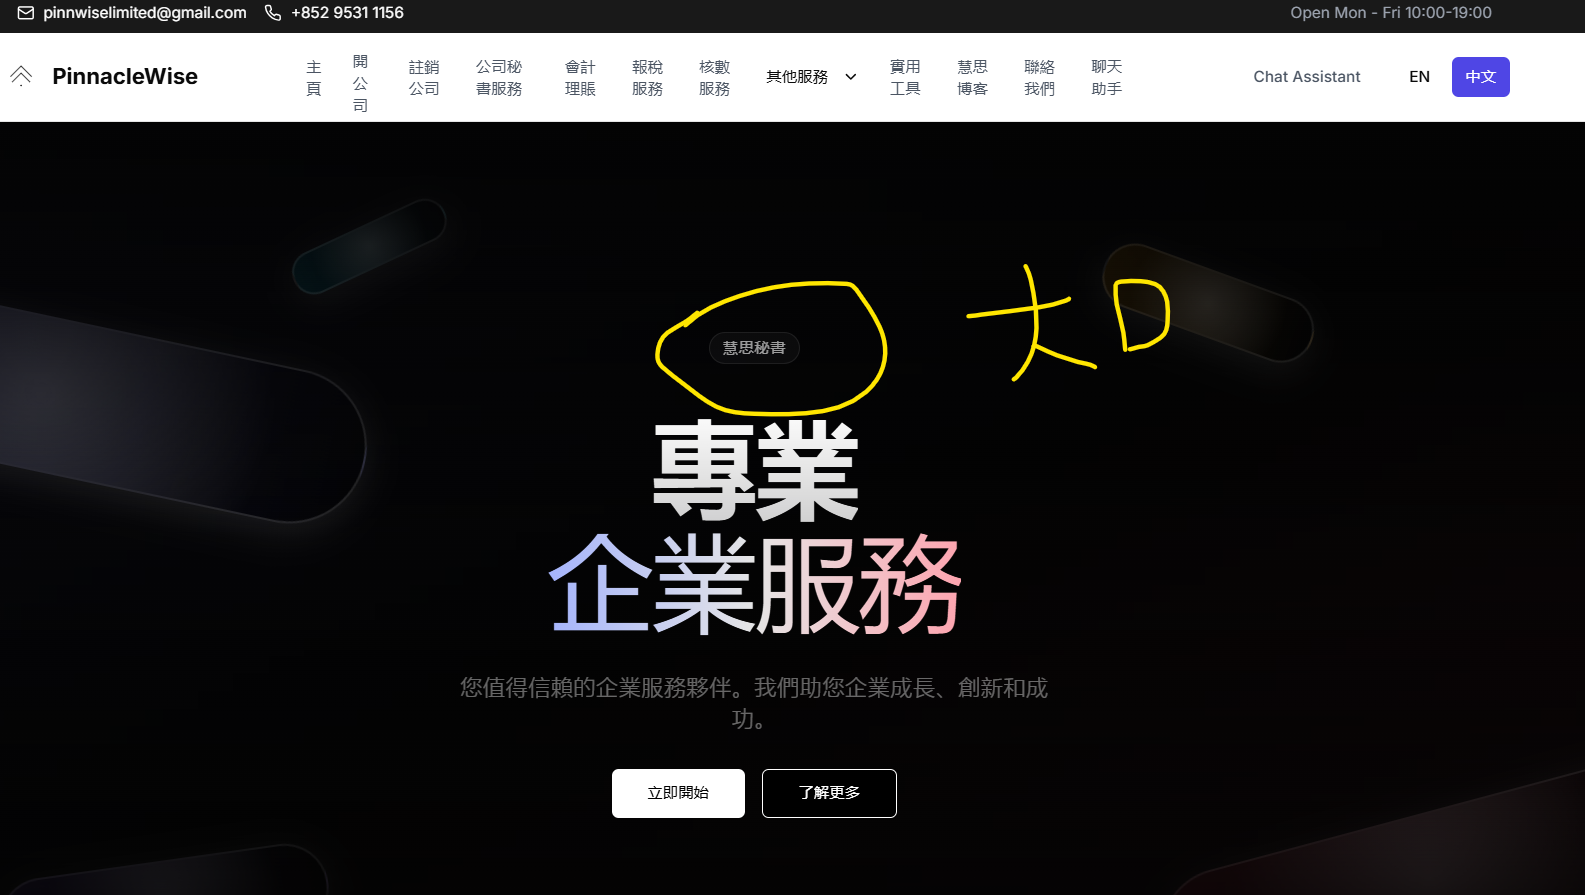 pinnwiselimited@gmail.com +852 9531 1156 Open Mon - Fri 10:00-19:00
PinnacleWise
主頁
開公司
註銷公司
公司秘書服務
會計理賬
報稅服務
核數服務
其他服務
實用工具
慧思博客
聯絡我們
聊天助手
Chat Assistant
EN
中文
大D
慧思秘書
專業
企業服務
您值得信賴的企業服務夥伴。我們助您企業成長、創新和成
功。
立即開始 了解更多